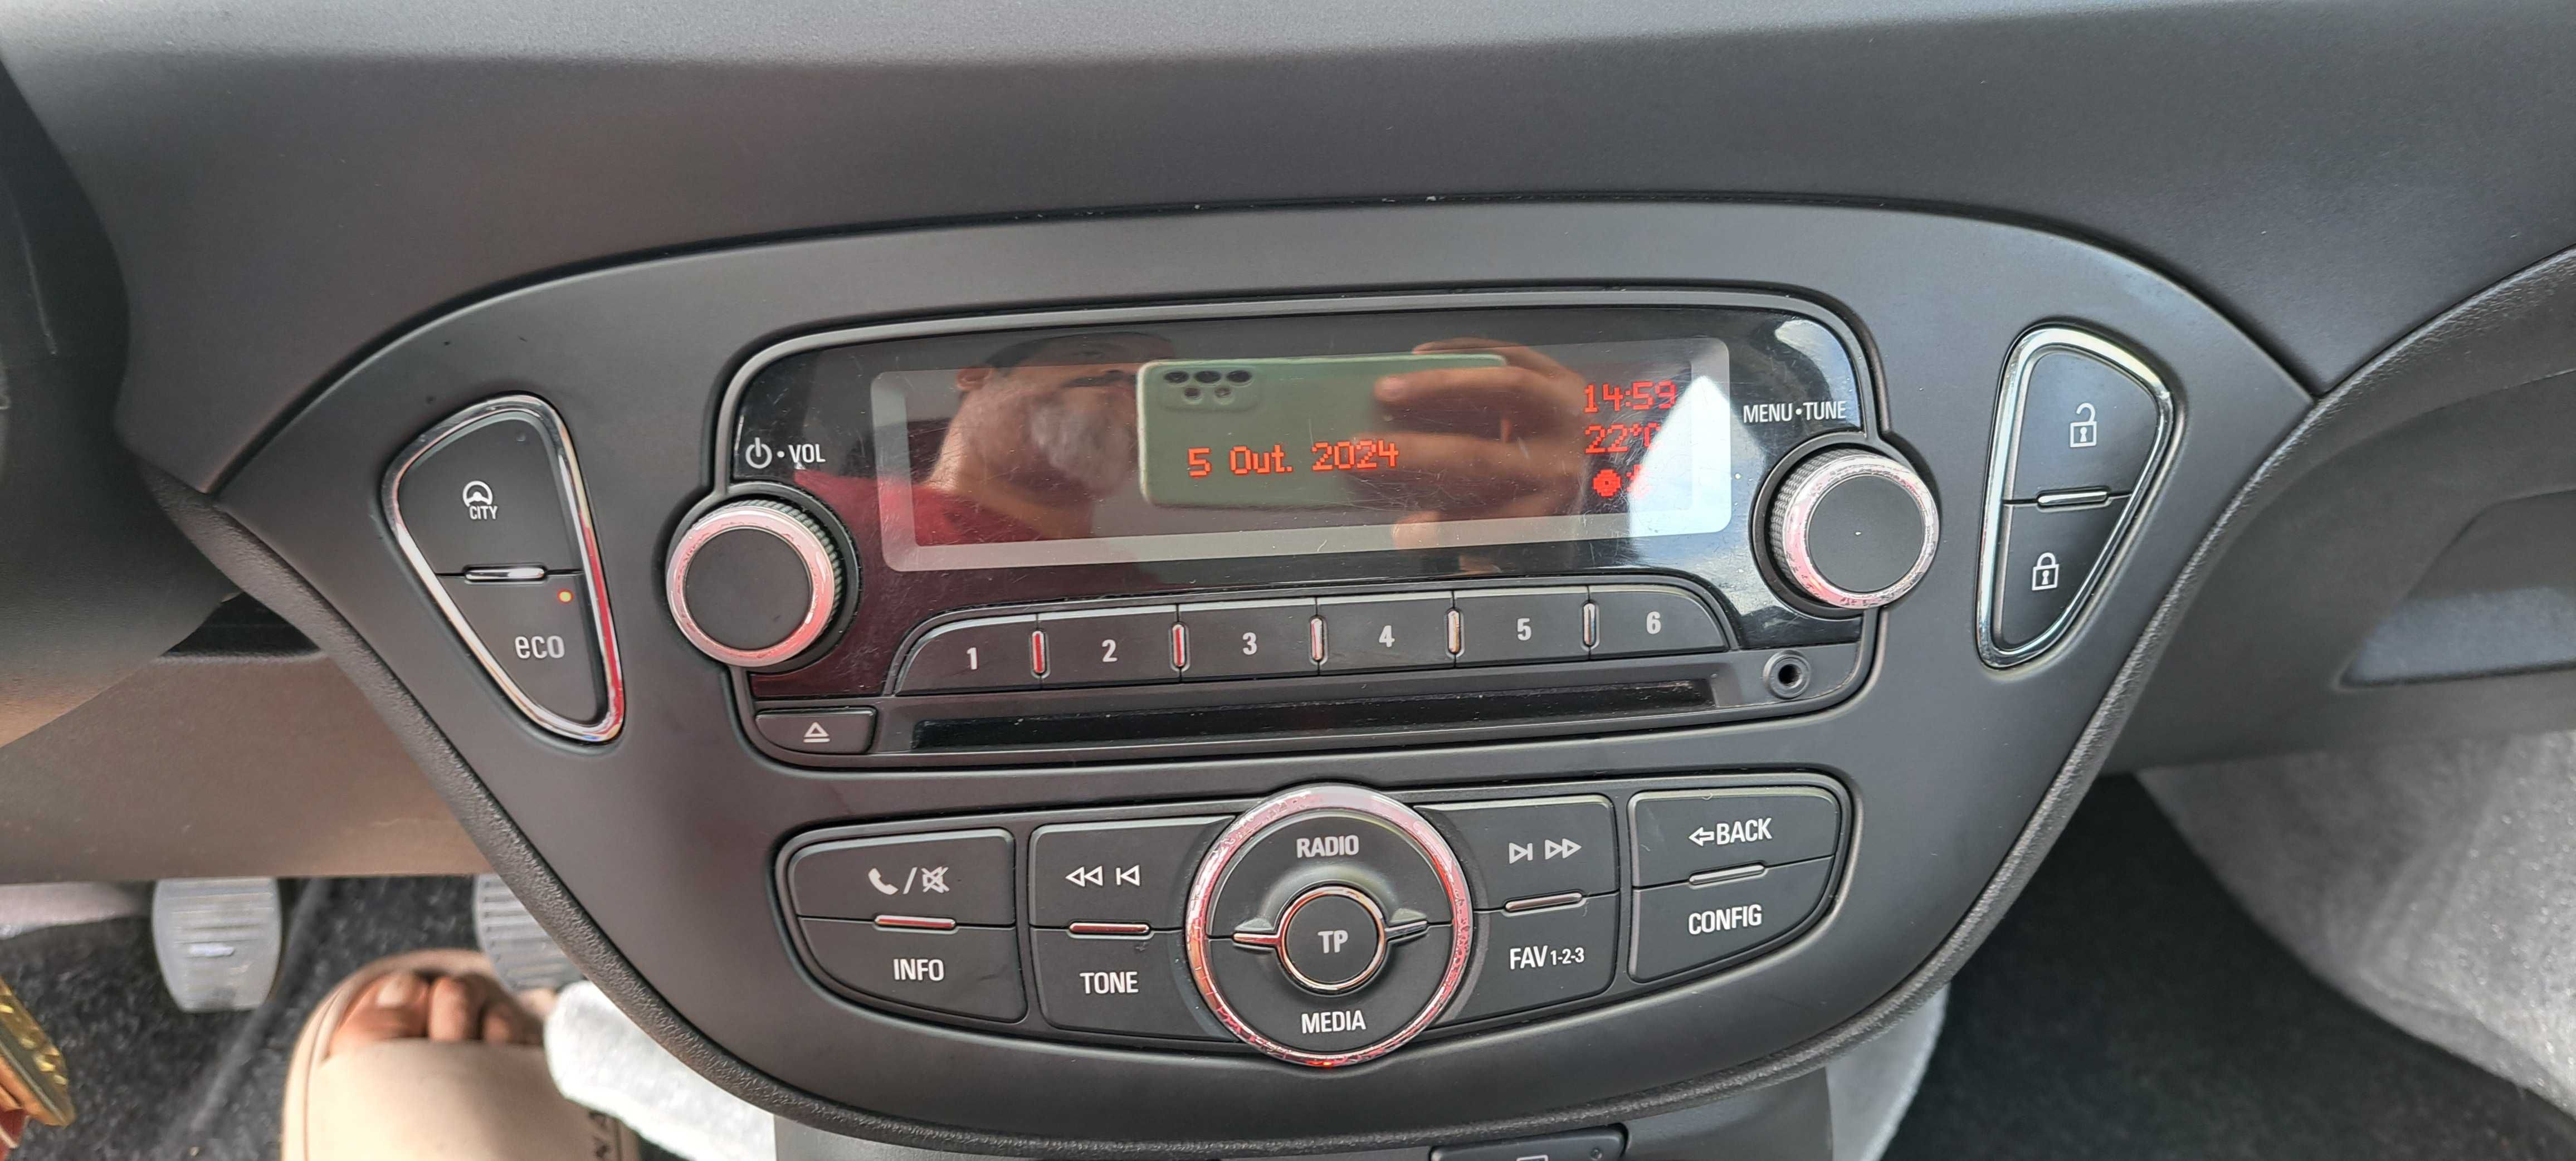 14:59
22°C
5 Out. 2024
MENU•TUNE
•VOL
CITY
eco
1 2 3 4 5 6
RADIO
BACK
TP
CONFIG
INFO
TONE
FAV 1-2-3
MEDIA